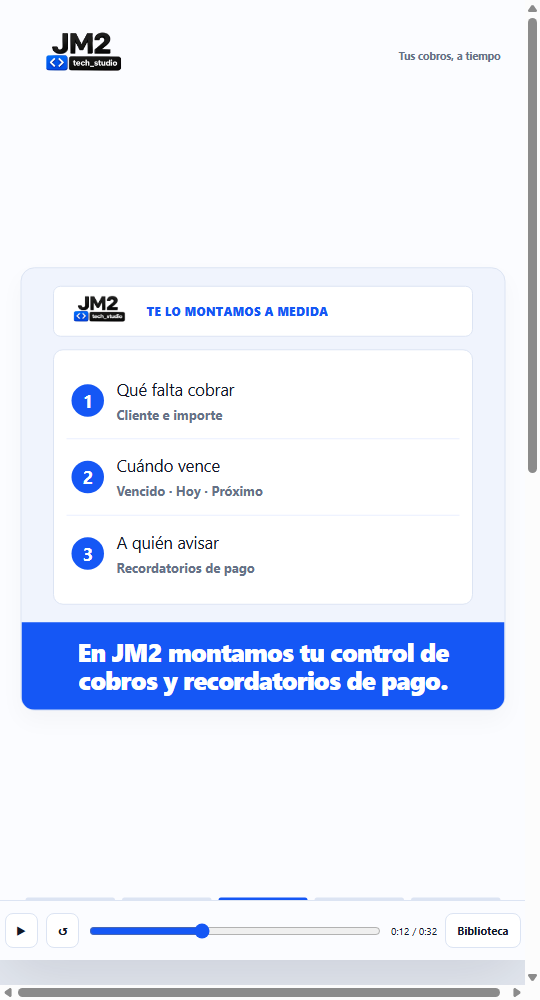 JM2
<> tech_studio
Tus cobros, a tiempo
JM2
<> tech_studio
TE LO MONTAMOS A MEDIDA
1
Qué falta cobrar
Cliente e importe
2
Cuándo vence
Vencido · Hoy · Próximo
3
A quién avisar
Recordatorios de pago
En JM2 montamos tu control de
cobros y recordatorios de pago.
0:12 / 0:32
Biblioteca